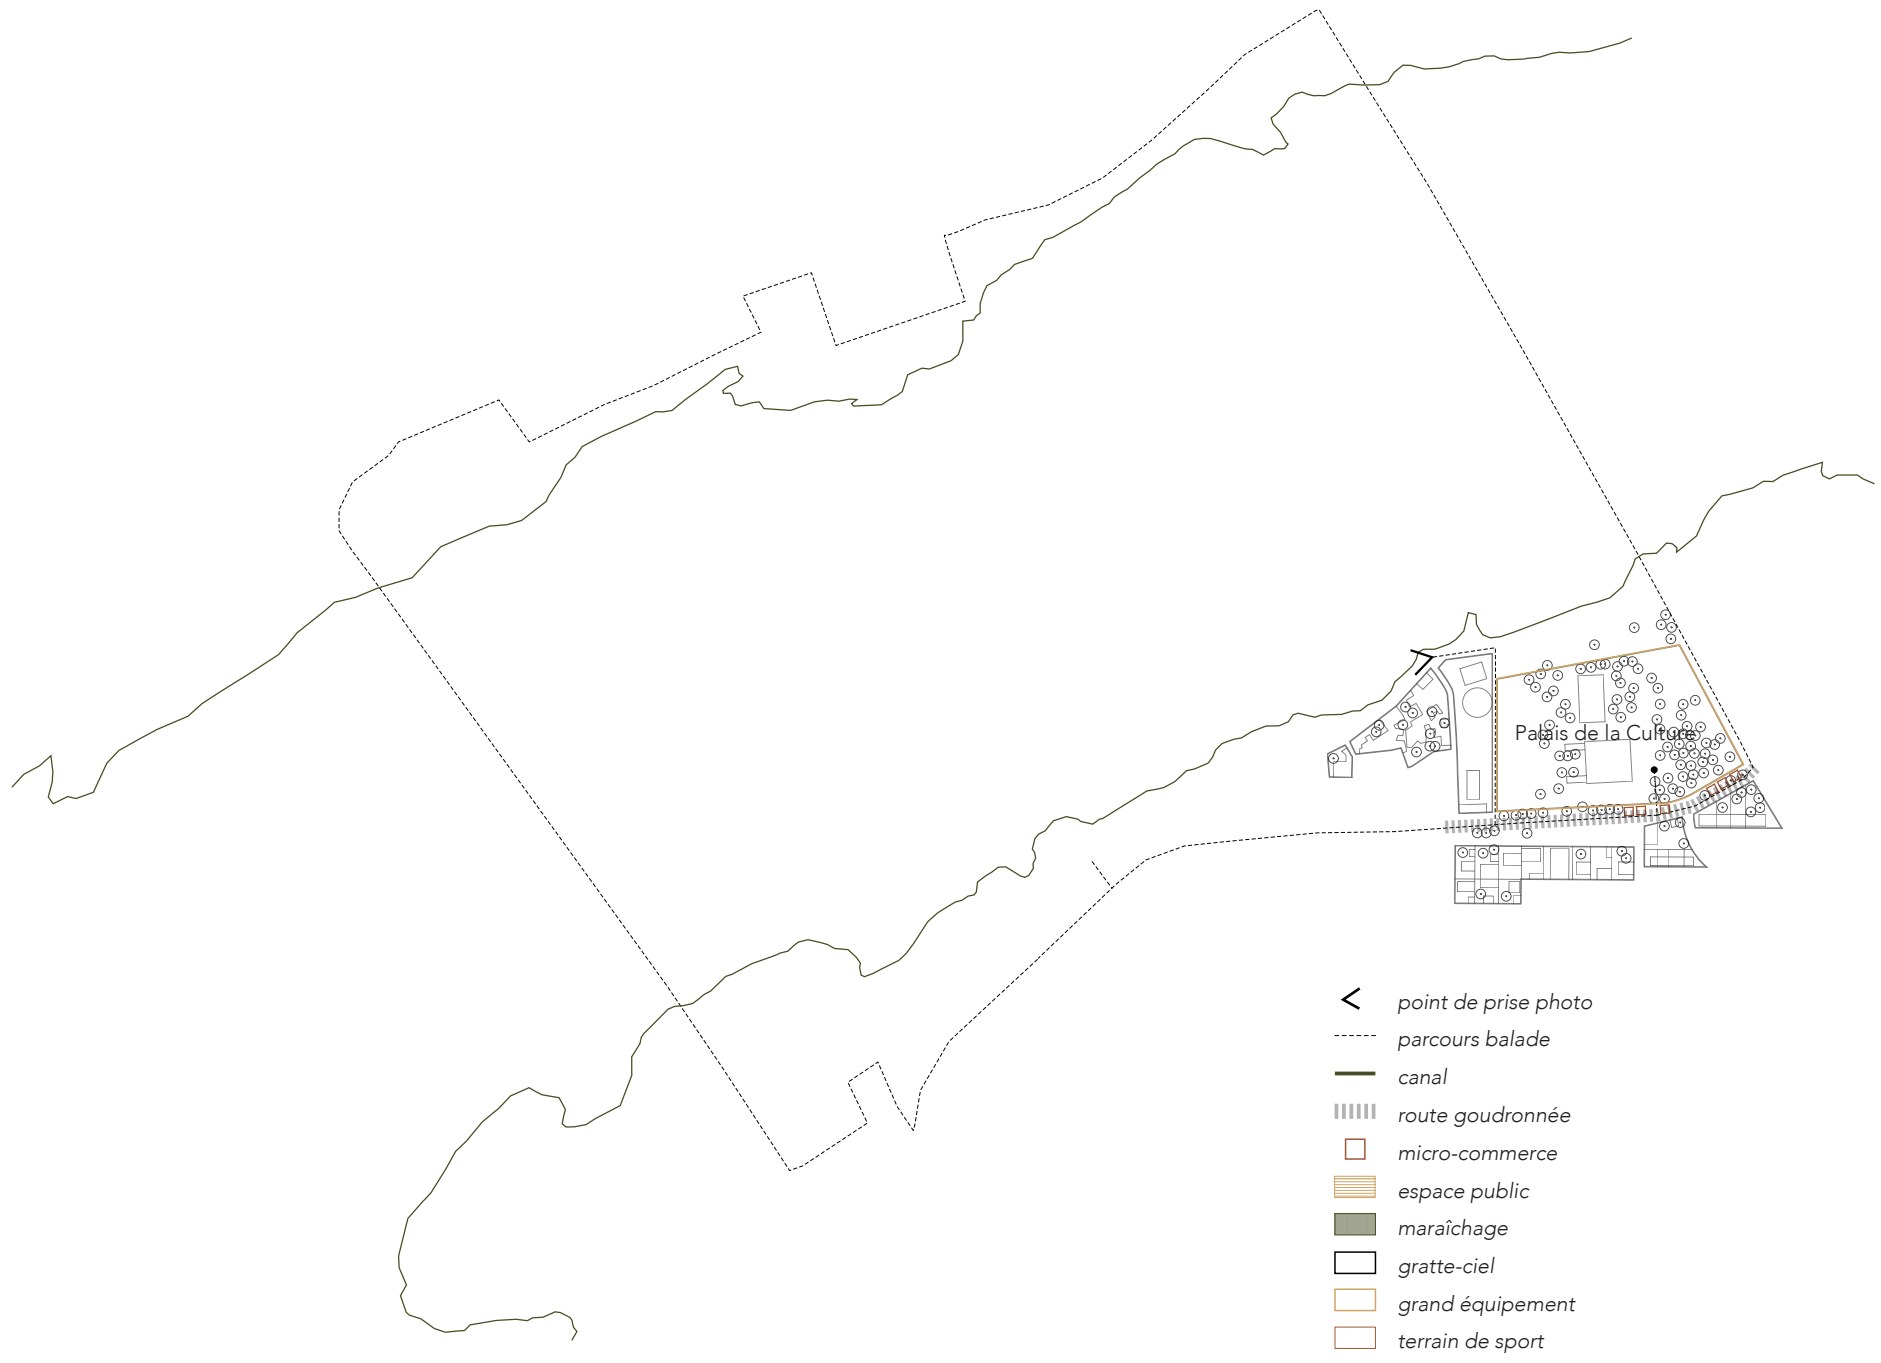 Palais de la Culture
point de prise photo
parcours balade
canal
route goudronnée
micro-commerce
espace public
maraîchage
gratte-ciel
grand équipement
terrain de sport